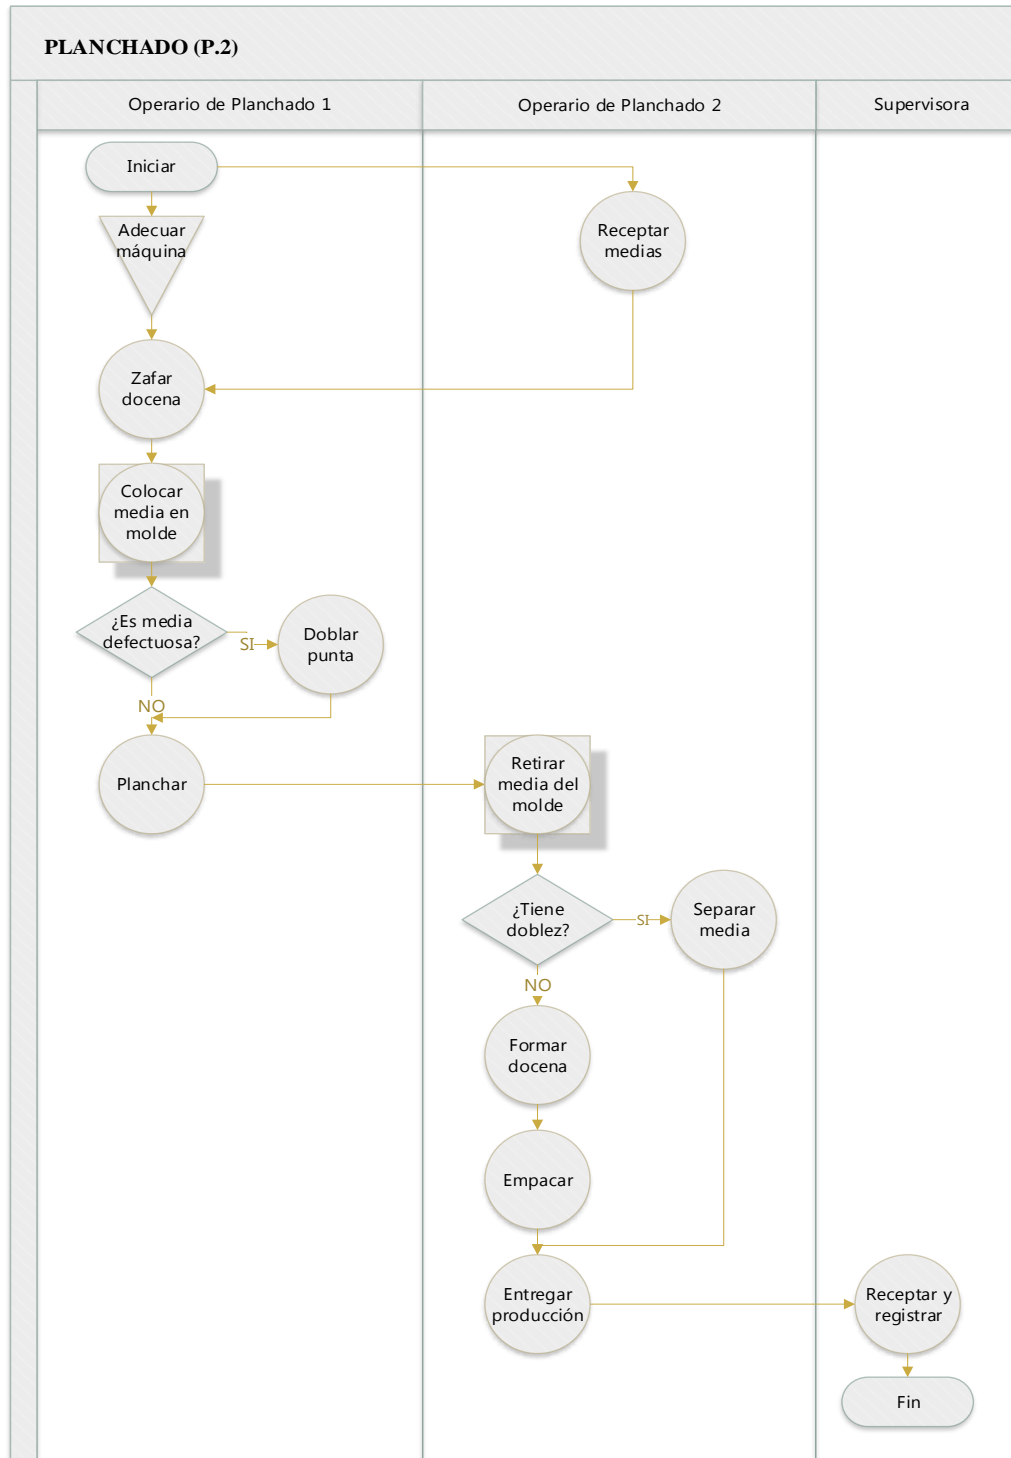 PLANCHADO (P.2)
Operario de Planchado 1
Operario de Planchado 2
Supervisora
Iniciar
Adecuar
máquina
Receptar
medias
Zafar
docena
Colocar
media en
molde
¿Es media
defectuosa?
SI
Doblar
punta
NO
Planchar
Retirar
media del
molde
¿Tiene
doblez?
SI
Separar
media
NO
Formar
docena
Empacar
Entregar
producción
Receptar y
registrar
Fin